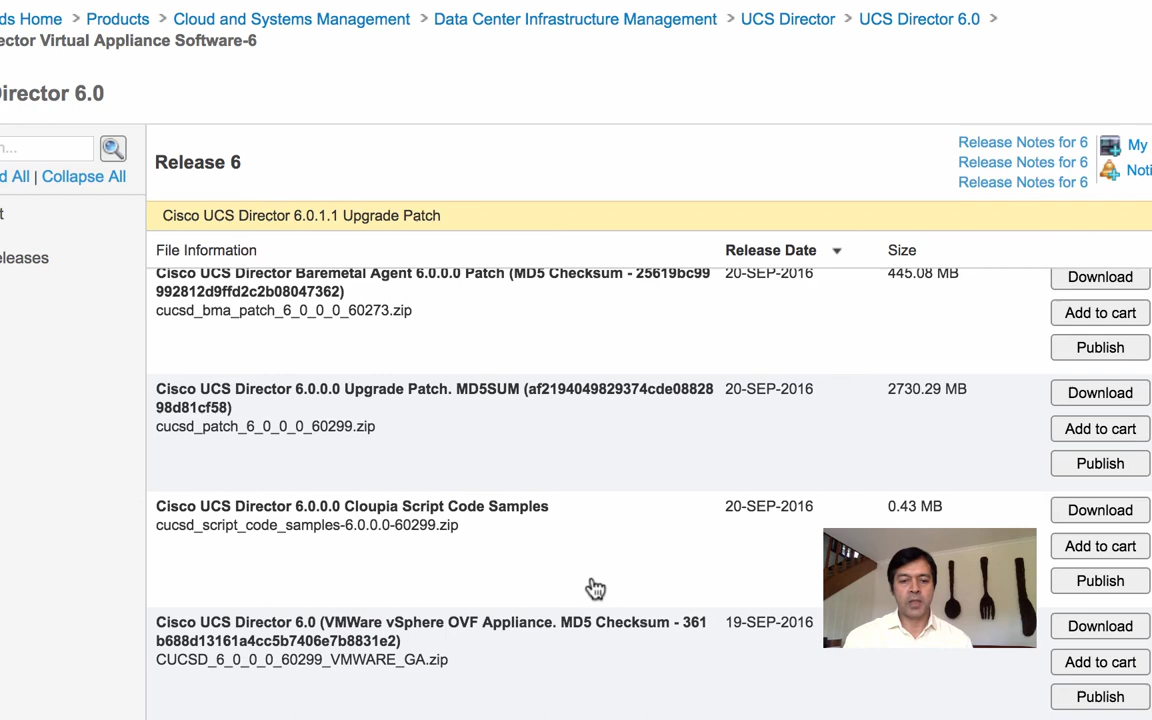 ds Home > Products > Cloud and Systems Management > Data Center Infrastructure Management > UCS Director > UCS Director 6.0 >
ector Virtual Appliance Software-6
Director 6.0
n...
d All | Collapse All
t
eleases
Release 6
Release Notes for 6
Release Notes for 6
Release Notes for 6
My
Noti
Cisco UCS Director 6.0.1.1 Upgrade Patch
File Information Release Date Size
Cisco UCS Director Baremetal Agent 6.0.0.0 Patch (MD5 Checksum - 25619bc99
992812d9ffd2c2b08047362)
cucsd_bma_patch_6_0_0_0_60273.zip
20-SEP-2016
445.08 MB
Download
Add to cart
Publish
Cisco UCS Director 6.0.0.0 Upgrade Patch. MD5SUM (af2194049829374cde08828
98d81cf58)
cucsd_patch_6_0_0_0_60299.zip
20-SEP-2016
2730.29 MB
Download
Add to cart
Publish
Cisco UCS Director 6.0.0.0 Cloupia Script Code Samples
cucsd_script_code_samples-6.0.0.0-60299.zip
20-SEP-2016
0.43 MB
Download
Add to cart
Publish
Cisco UCS Director 6.0 (VMWare vSphere OVF Appliance. MD5 Checksum - 361
b688d13161a4cc5b7406e7b8831e2)
CUCSD_6_0_0_0_60299_VMWARE_GA.zip
19-SEP-2016
Download
Add to cart
Publish